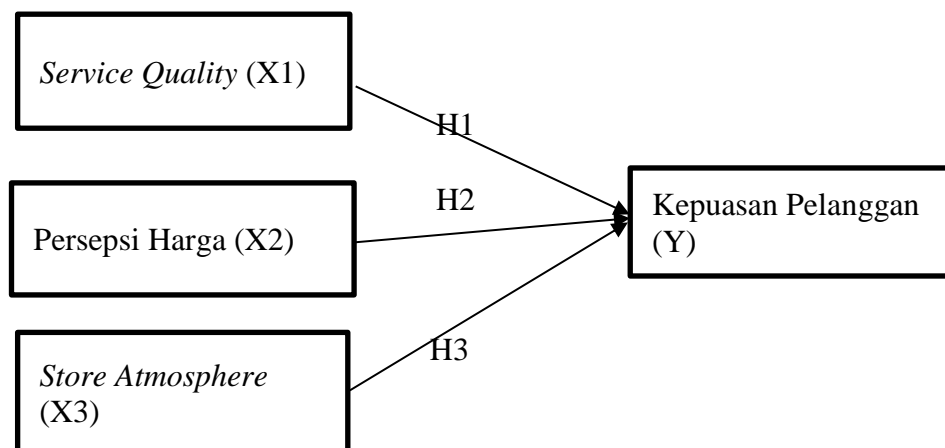 Service Quality (X1)
H1
Persepsi Harga (X2)
H2
Kepuasan Pelanggan
(Y)
Store Atmosphere
(X3)
H3